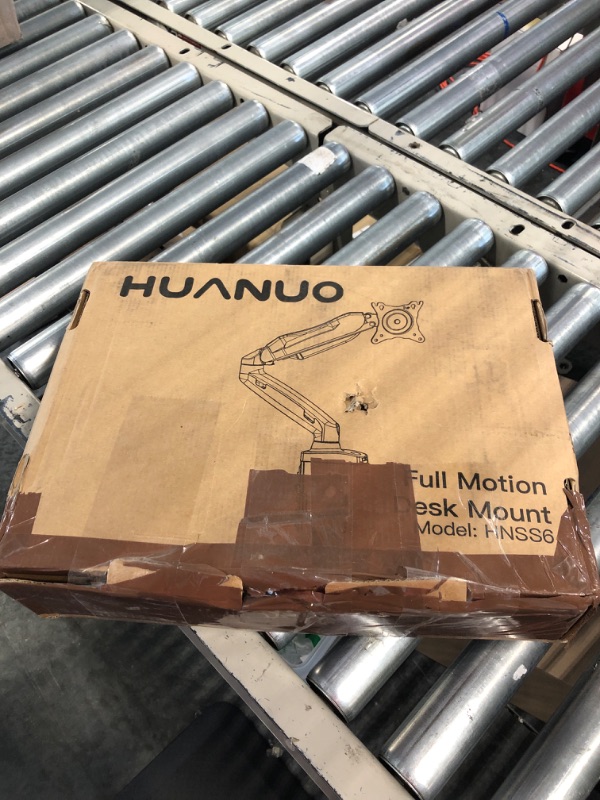 HUANUO
Full Motion
esk Mount
Model: HNSS6